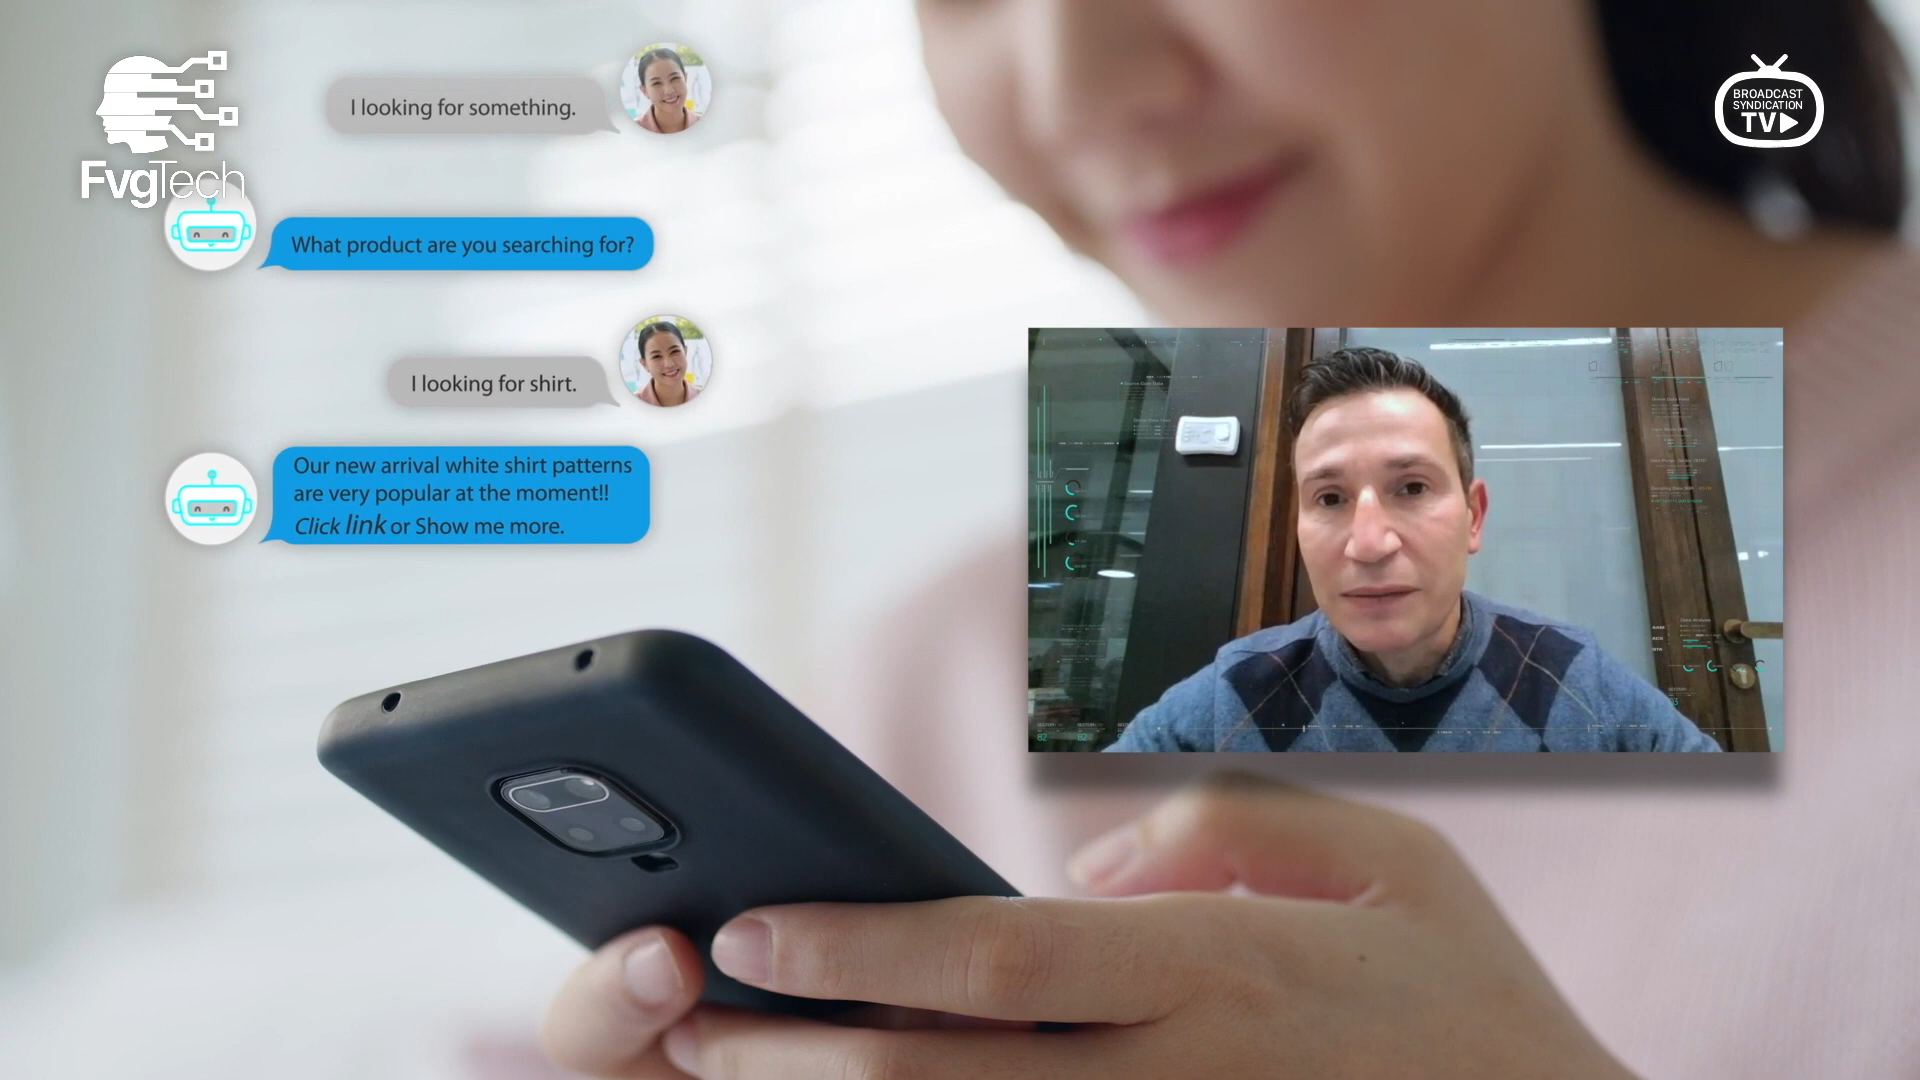 FvgTech
I looking for something.
What product are you searching for?
I looking for shirt.
Our new arrival white shirt patterns
are very popular at the moment!!
Click link or Show me more.
BROADCAST
SYNDICATION
TV